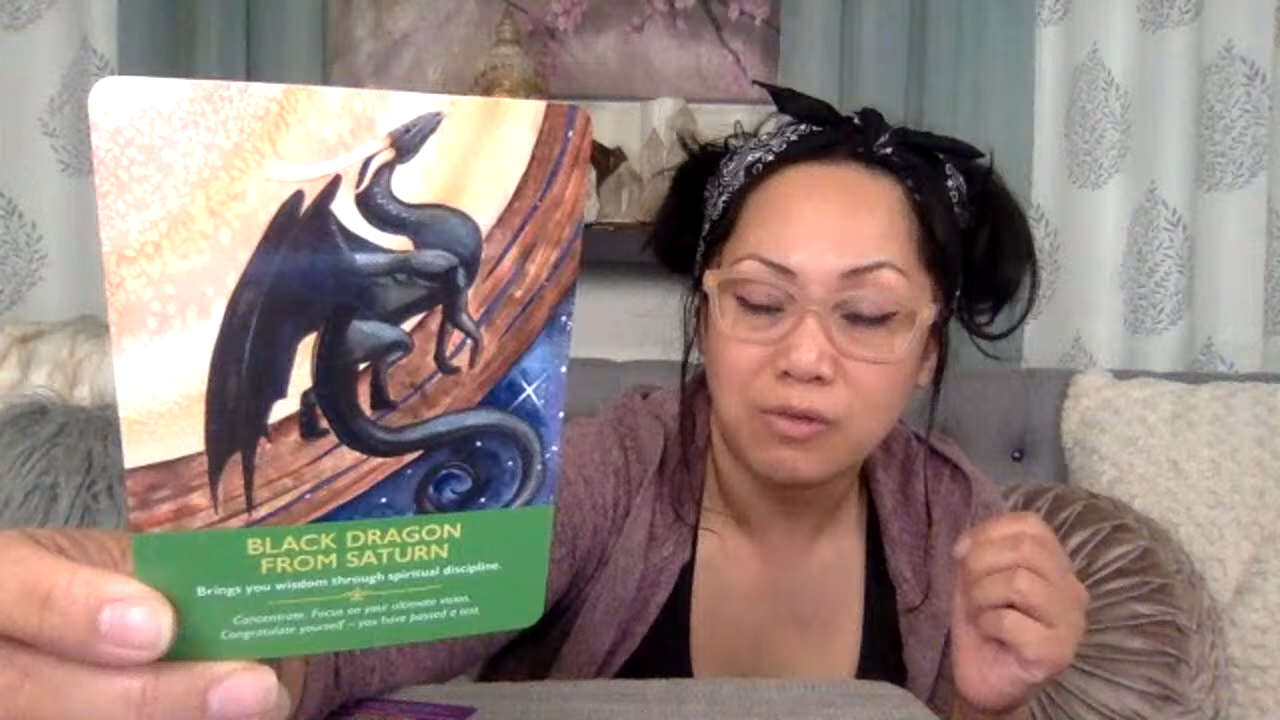 BLACK DRAGON
FROM SATURN
Brings you wisdom through spiritual discipline.
Concentrate. Focus on your ultimate vision.
Congratulate yourself – you have passed a test.